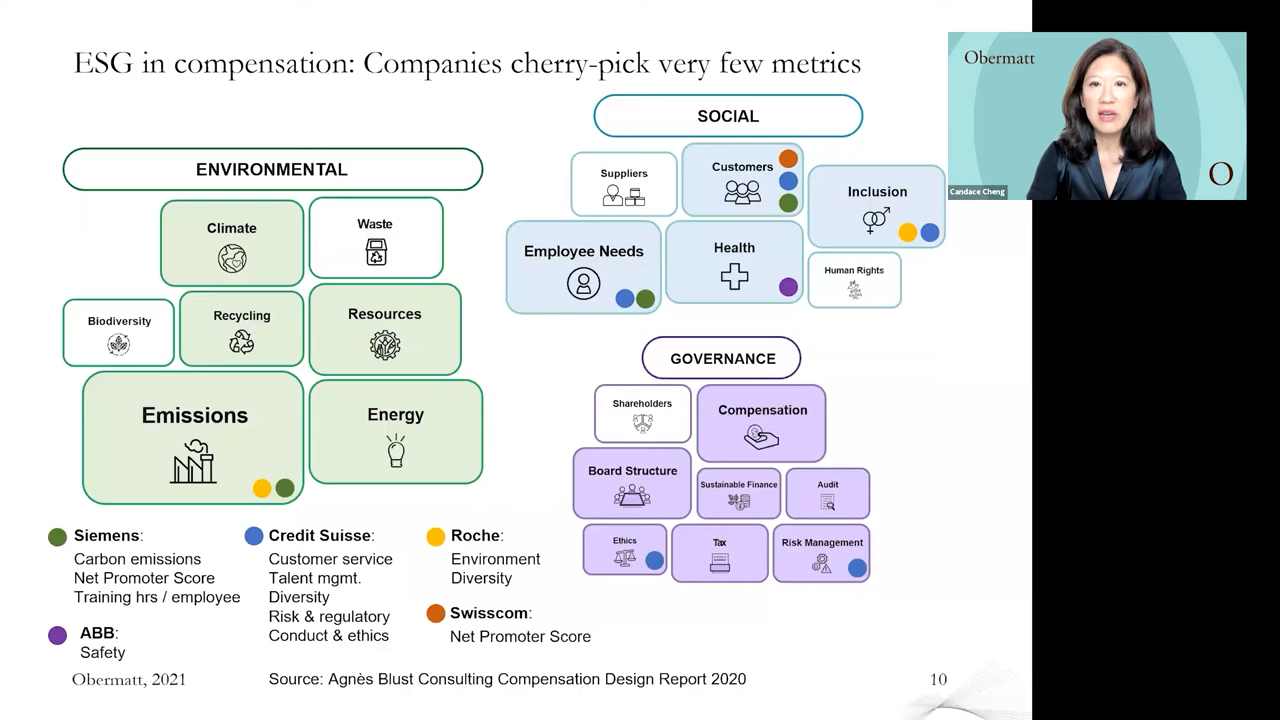 ESG in compensation: Companies cherry-pick very few metrics
ENVIRONMENTAL
Climate
Waste
Biodiversity
Recycling
Resources
Emissions
Energy
SOCIAL
Suppliers
Customers
Inclusion
Employee Needs
Health
Human Rights
GOVERNANCE
Shareholders
Compensation
Board Structure
Sustainable Finance
Audit
Ethics
Tax
Risk Management
Siemens:
Carbon emissions
Net Promoter Score
Training hrs / employee
ABB:
Safety
Credit Suisse:
Customer service
Talent mgmt.
Diversity
Risk & regulatory
Conduct & ethics
Roche:
Environment
Diversity
Swisscom:
Net Promoter Score
Obermatt, 2021
Source: Agnès Blust Consulting Compensation Design Report 2020
10
Obermatt
O
Candace Cheng